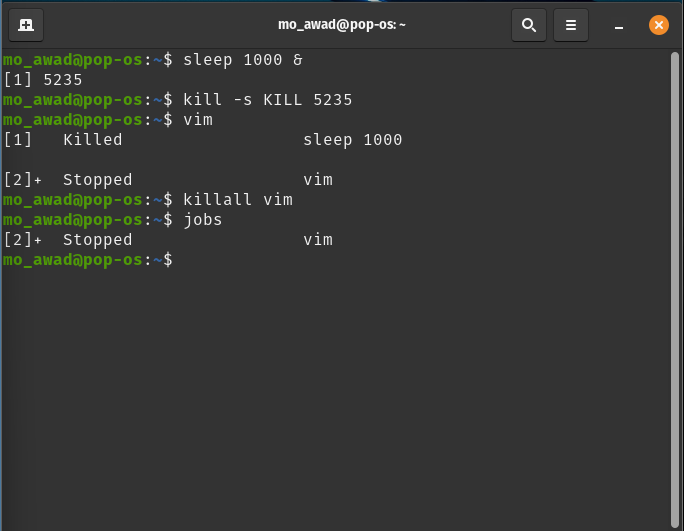 mo_awad@pop-os: ~
mo_awad@pop-os:~$ sleep 1000 &
[1] 5235
mo_awad@pop-os:~$ kill -s KILL 5235
mo_awad@pop-os:~$ vim
[1]   Killed                  sleep 1000
[2]+  Stopped                 vim
mo_awad@pop-os:~$ killall vim
mo_awad@pop-os:~$ jobs
[2]+  Stopped                 vim
mo_awad@pop-os:~$